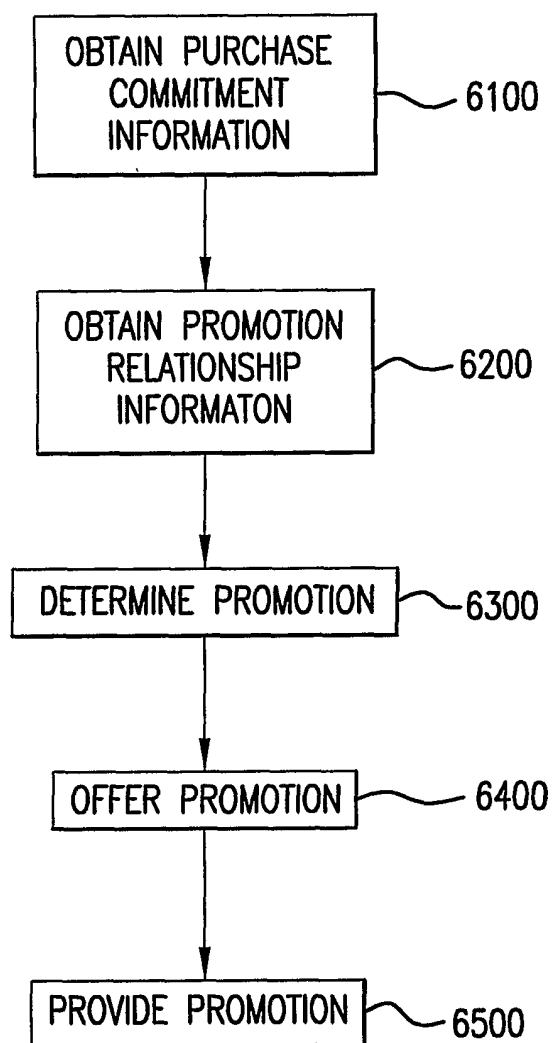 OBTAIN PURCHASE
COMMITMENT
INFORMATION
6100
OBTAIN PROMOTION
RELATIONSHIP
INFORMATON
6200
DETERMINE PROMOTION
6300
OFFER PROMOTION
6400
PROVIDE PROMOTION
6500